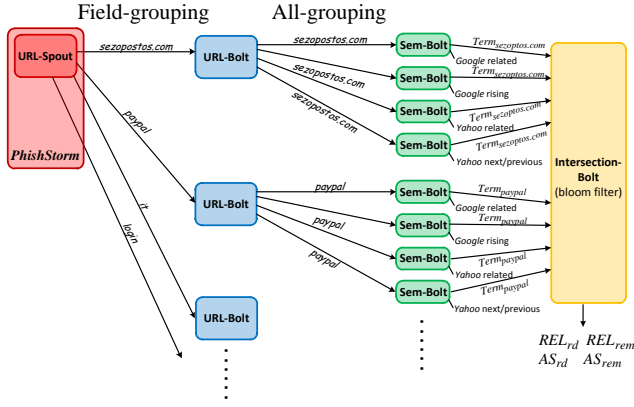 Field-grouping
All-grouping
URL-Spout
PhishStorm
sezopostos.com
paypal
it
login
URL-Bolt
URL-Bolt
URL-Bolt
sezopostos.com
sezopostos.com
sezopostos.com
paypal
paypal
paypal
Sem-Bolt
Google related
Sem-Bolt
Google rising
Sem-Bolt
Yahoo related
Sem-Bolt
Yahoo next/previous
Sem-Bolt
Google related
Sem-Bolt
Google rising
Sem-Bolt
Yahoo related
Sem-Bolt
Yahoo next/previous
Term_sezoptos.com
Term_sezoptos.com
Term_sezoptos.com
Term_sezoptos.com
Term_paypal
Term_paypal
Term_paypal
Term_paypal
Intersection-
Bolt
(bloom filter)
REL_rd REL_rem
AS_rd AS_rem